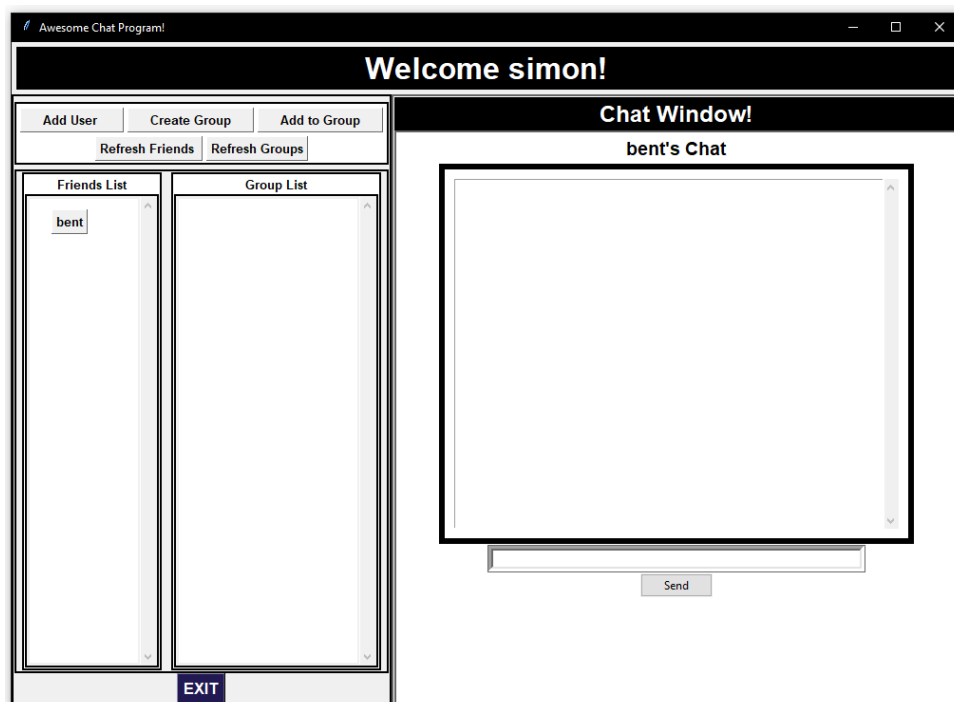 Awesome Chat Program!
Welcome simon!
Add User Create Group Add to Group
Refresh Friends Refresh Groups
Friends List Group List
bent
EXIT
Chat Window!
bent's Chat
Send